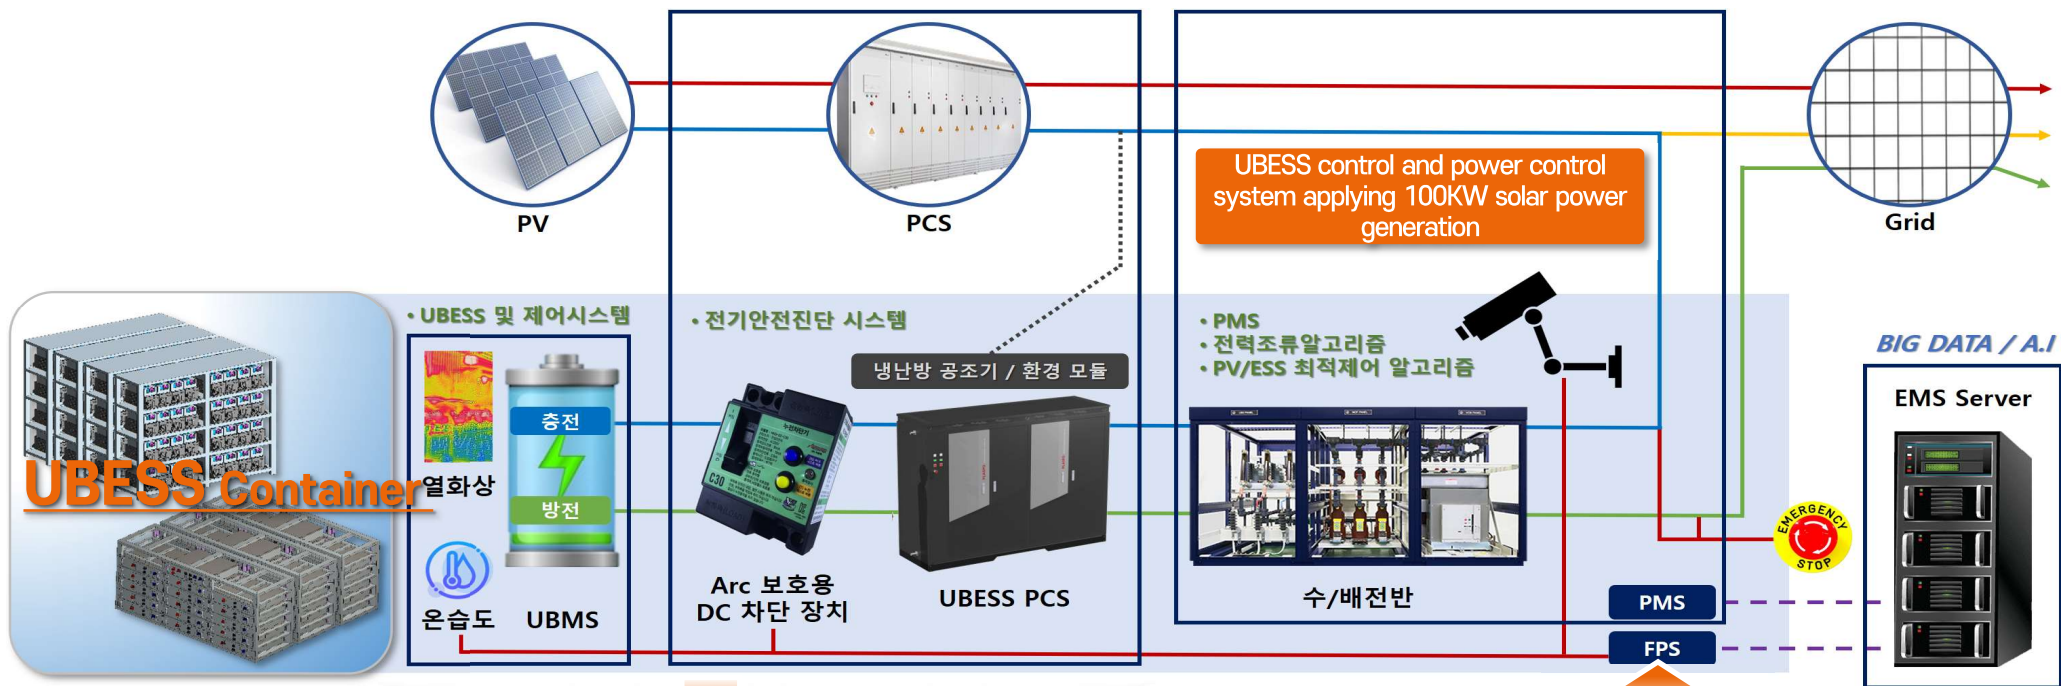 PV
PCS
UBESS control and power control
system applying 100KW solar power
generation
Grid
• UBESS 및 제어시스템
• 전기안전진단 시스템
• PMS
• 전력조류알고리즘
• PV/ESS 최적제어 알고리즘
냉난방 공조기 / 환경 모듈
BIG DATA / A.I
EMS Server
UBESS Container
열화상
충전
방전
온습도
UBMS
누전차단기
C30
Arc 보호용
DC 차단 장치
UBESS PCS
수/배전반
EMERGENCY
STOP
PMS
FPS